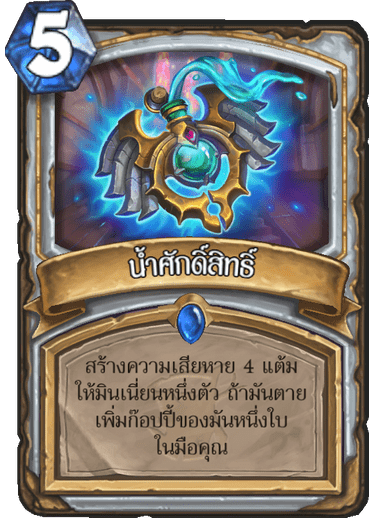 5
น้ำศักดิ์สิทธิ์
สร้างความเสียหาย 4 แต้ม
ให้มินเนี่ยนหนึ่งตัว ถ้ามันตาย
เพิ่มก๊อปปี้ของมันหนึ่งใบ
ในมือคุณ